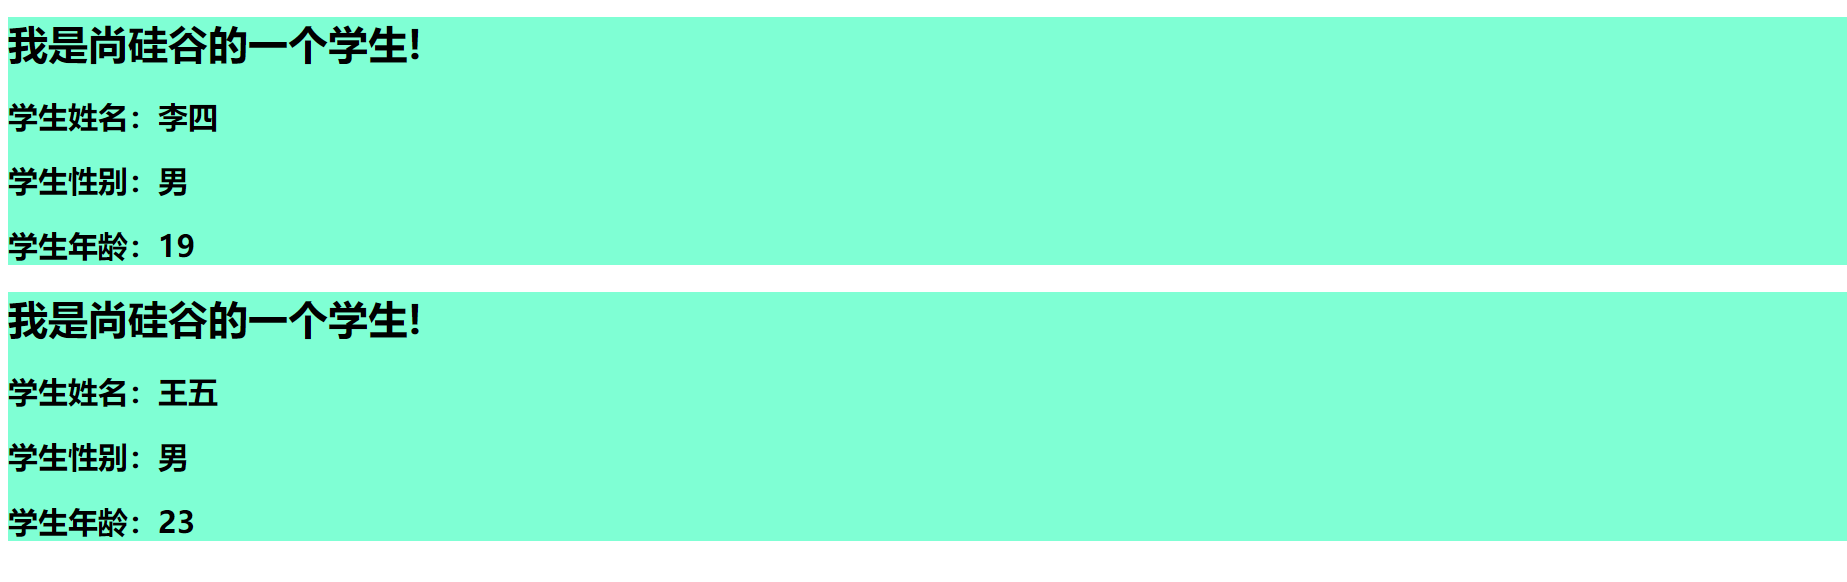 我是尚硅谷的一个学生!
学生姓名：李四
学生性别：男
学生年龄：19
我是尚硅谷的一个学生!
学生姓名：王五
学生性别：男
学生年龄：23